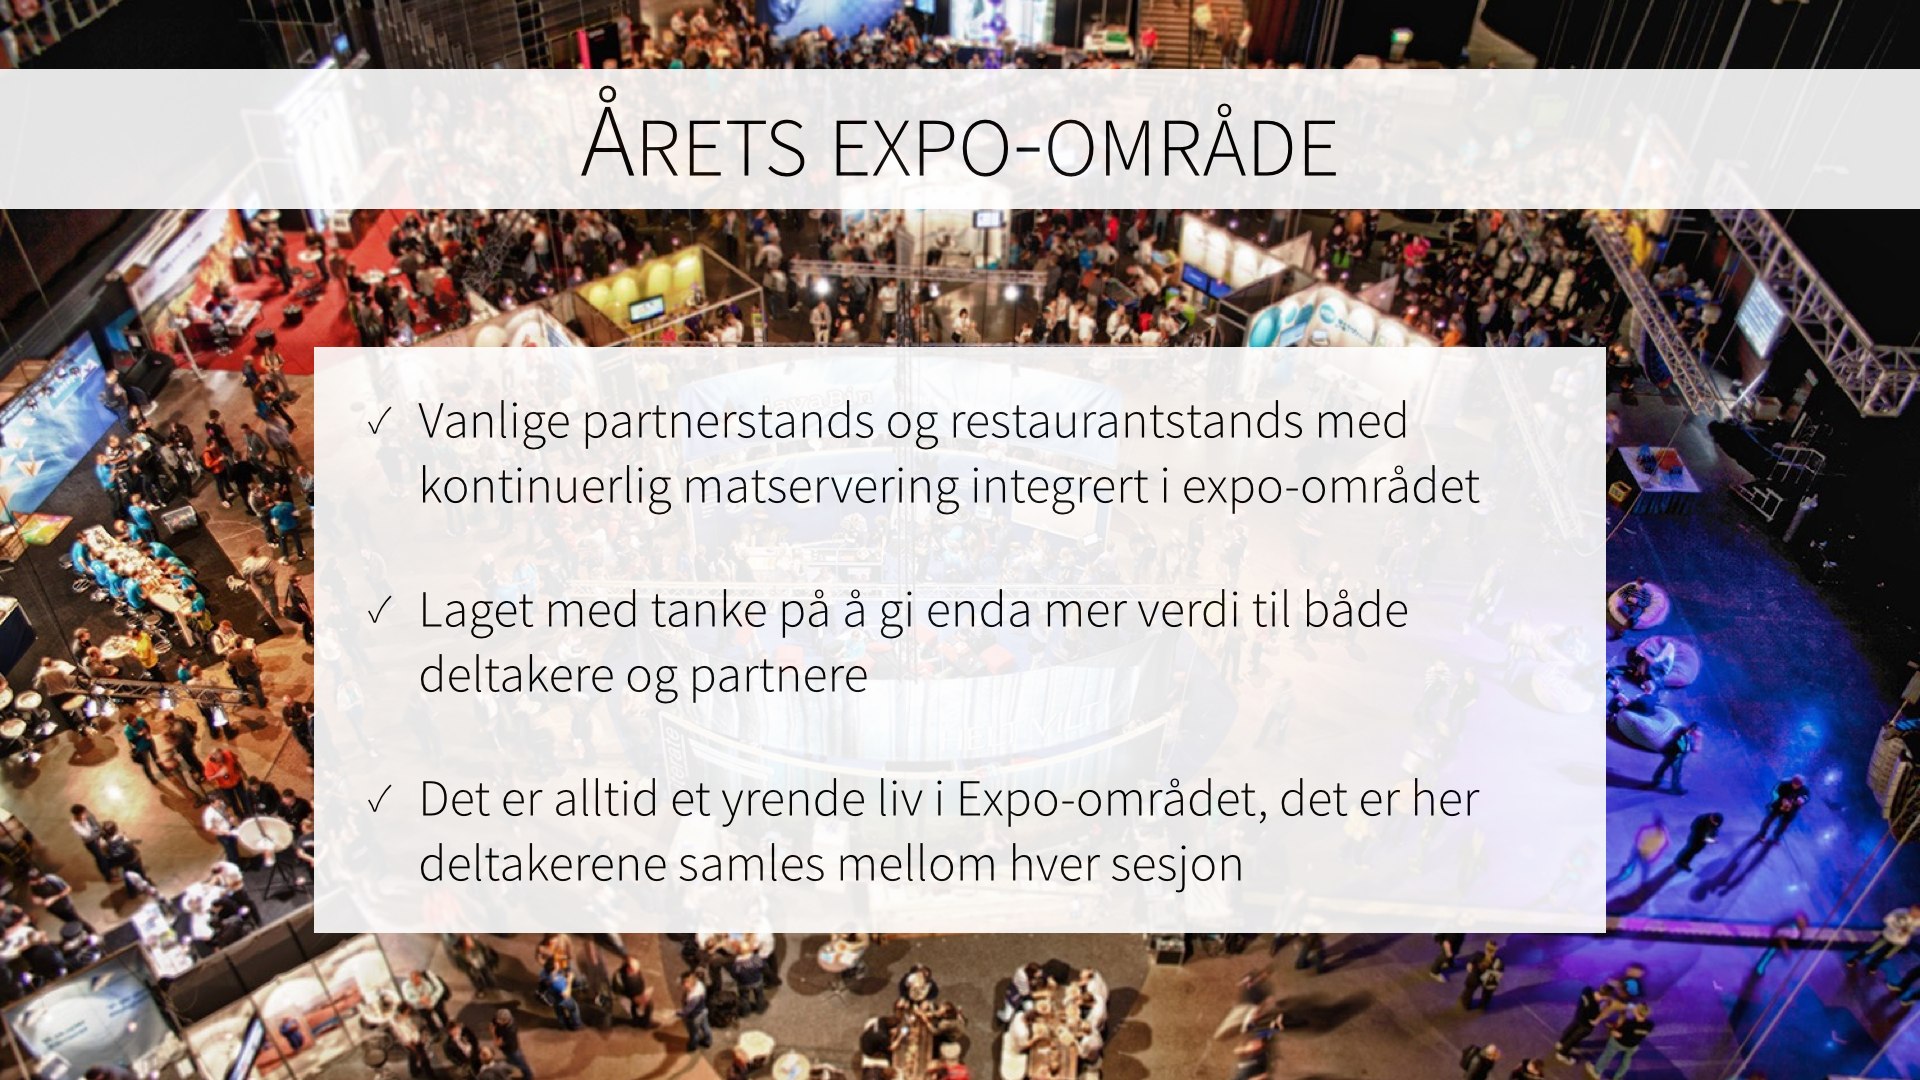 Årets expo-område
✓ Vanlige partnerstands og restaurantstands med
kontinuerlig matservering integrert i expo-området
✓ Laget med tanke på å gi enda mer verdi til både
deltakere og partnere
✓ Det er alltid et yrende liv i Expo-området, det er her
deltakerene samles mellom hver sesjon